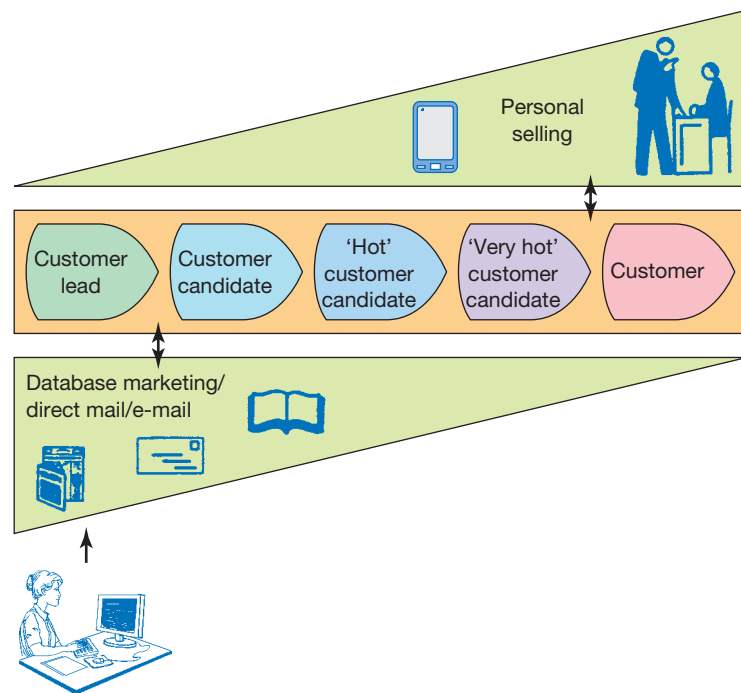 Personal
selling
Customer
lead
Customer
candidate
‘Hot’
customer
candidate
‘Very hot’
customer
candidate
Customer
Database marketing/
direct mail/e-mail